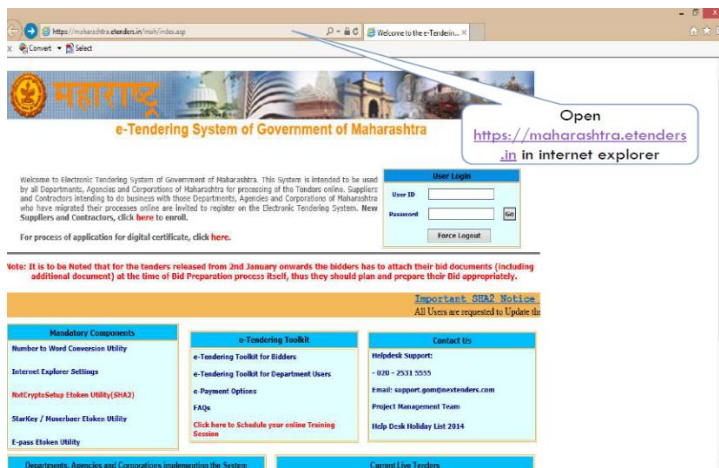 https://maharashtra.etenders.in/mah/index.asp
Welcome to the e-Tenderin...
x Convert Select
महाराष्ट्र
e-Tendering System of Government of Maharashtra
Open
https://maharashtra.etenders
.in in internet explorer
Welcome to Electronic Tendering System of Government of Maharashtra. This System is intended to be used
by all Departments, Agencies and Corporations of Maharashtra for processing of the Tenders online. Suppliers
and Contractors intending to do business with those Departments, Agencies and Corporations of Maharashtra
who have migrated their processes online are invited to register on the Electronic Tendering System. New
Suppliers and Contractors, click here to enroll.
For process of application for digital certificate, click here.
User Login
User ID
Password
Go
Force Logout
Note: It is to be Noted that for the tenders released from 2nd January onwards the bidders has to attach their bid documents (including
additional document) at the time of Bid Preparation process itself, thus they should plan and prepare their Bid appropriately.
Important SHA2 Notice
All Users are requested to Update the
Mandatory Components
Number to Word Conversion Utility
Internet Explorer Settings
NxtCryptoSetup Etoken Utility(SHA2)
StarKey / Moserbaer Etoken Utility
E-pass Etoken Utility
e-Tendering Toolkit
e-Tendering Toolkit for Bidders
e-Tendering Toolkit for Department Users
e-Payment Options
FAQs
Click here to Schedule your online Training
Session
Contact Us
Helpdesk Support:
- 020 - 2531 5555
Email: support.gom@nextenders.com
Project Management Team
Help Desk Holiday List 2014
Departments, Agencies and Corporations implementing the System
Current Live Tenders